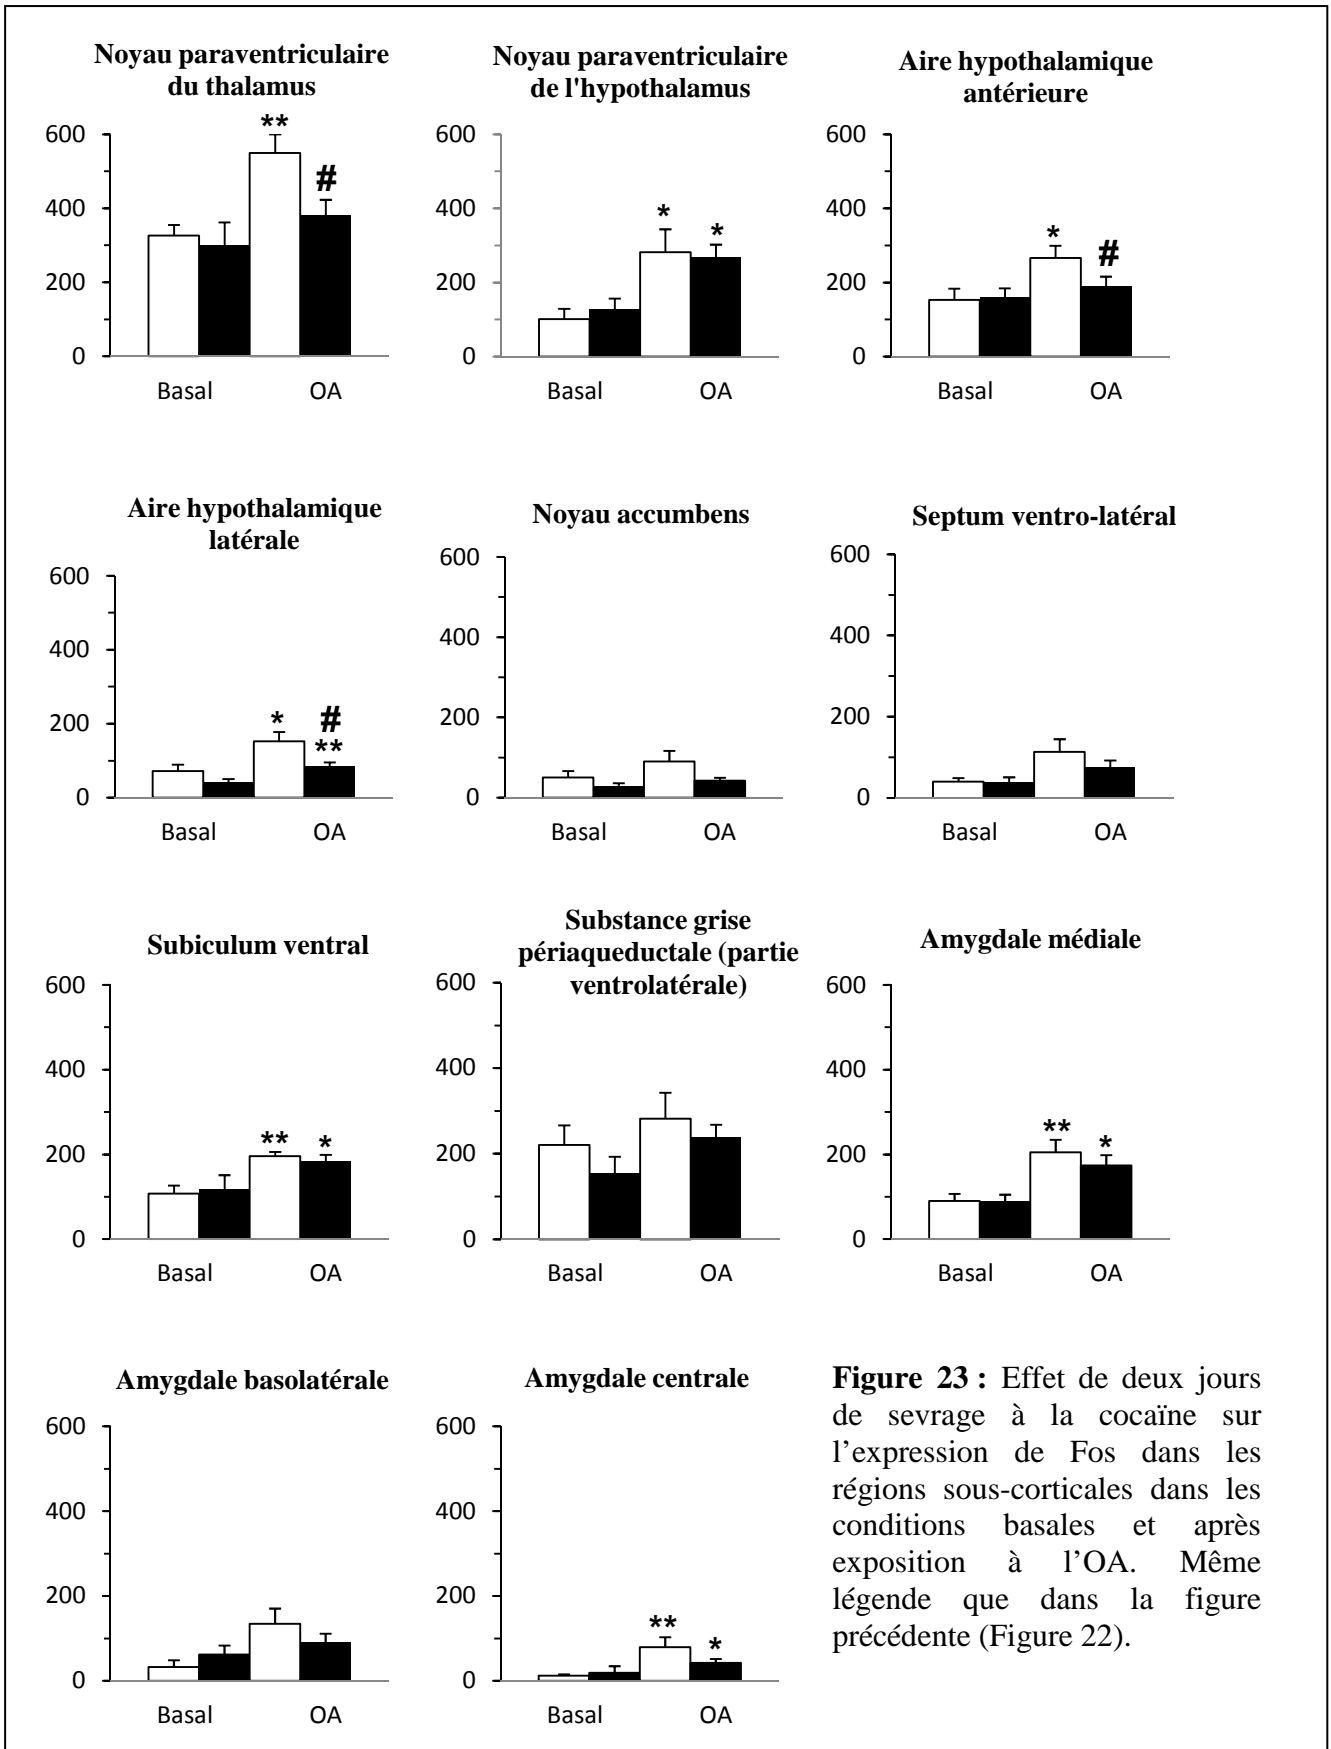 Noyau paraventriculaire
du thalamus
600
400
200
0
**
#
Basal OA
Noyau paraventriculaire
de l'hypothalamus
600
400
200
0
*
*
Basal OA
Aire hypothalamique
antérieure
600
400
200
0
*
#
Basal OA
Aire hypothalamique
latérale
600
400
200
0
*
#
**
Basal OA
Noyau accumbens
600
400
200
0
Basal OA
Septum ventro-latéral
600
400
200
0
Basal OA
Subiculum ventral
600
400
200
0
**
*
Basal OA
Substance grise
périaqueductale (partie
ventrolatérale)
600
400
200
0
Basal OA
Amygdale médiale
600
400
200
0
**
*
Basal OA
Amygdale basolatérale
600
400
200
0
Basal OA
Amygdale centrale
600
400
200
0
**
*
Basal OA
Figure 23 : Effet de deux jours
de sevrage à la cocaïne sur
l’expression de Fos dans les
régions sous-corticales dans les
conditions basales et après
exposition à l’OA. Même
légende que dans la figure
précédente (Figure 22).